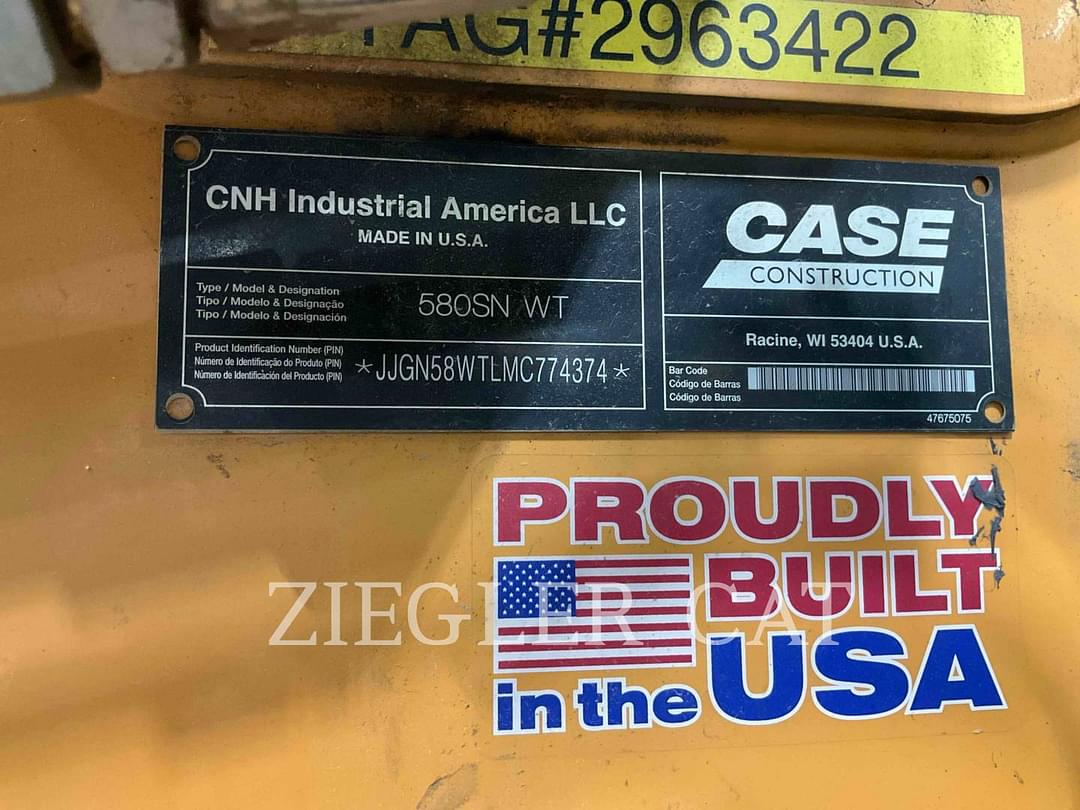 TAG#2963422
CNH Industrial America LLC
MADE IN U.S.A.
Type / Model & Designation
Tipo / Modelo & Designação
Tipo / Modelo & Designación
580SN WT
Product Identification Number (PIN)
Número de Identificação do Produto (PIN)
Número de Identificación del Producto (PIN)
*JJGN58WTLMC774374*
CASE
CONSTRUCTION
Racine, WI 53404 U.S.A.
Bar Code
Código de Barras
Código de Barras
47675075
PROUDLY
BUILT
in the USA
ZIEGLER CAT